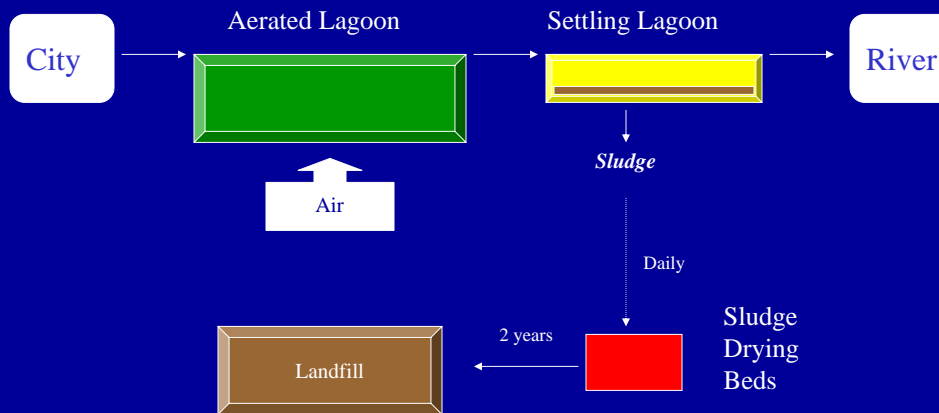 Aerated Lagoon
Settling Lagoon
City
River
Air
Sludge
Daily
2 years
Landfill
Sludge
Drying
Beds